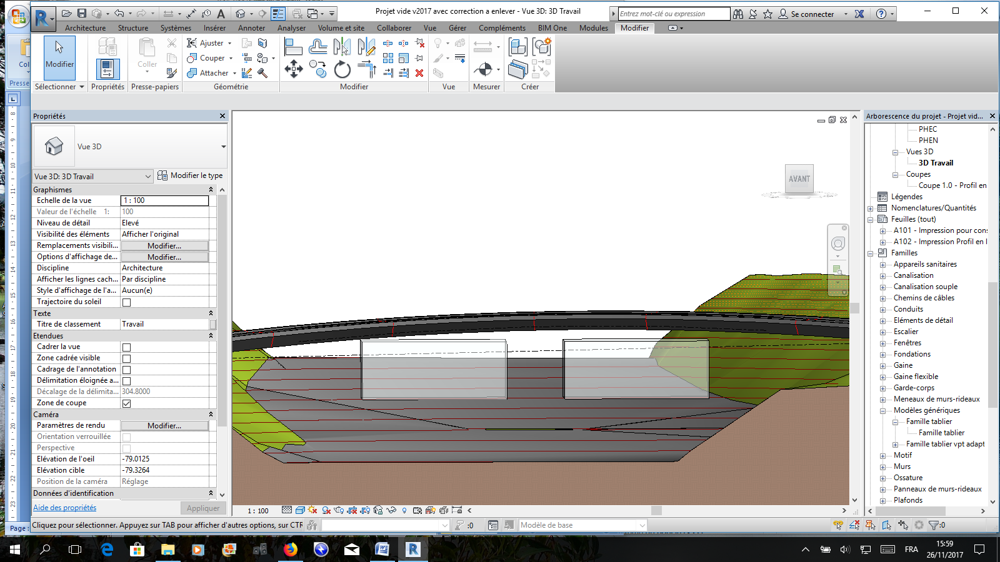 Projet vide v2017 avec correction a enlever - Vue 3D: 3D Travail
Entrez mot-clé ou expression
Se connecter
Architecture Structure Systèmes Insérer Annoter Analyser Volume et site Collaborer Vue Gérer Compléments BIM One Modules Modifier
Modifier
Coller
Ajuster
Couper
Attacher
Sélectionner Propriétés Presse-papiers Géométrie Modifier Vue Mesurer Créer
Col
Presse
Page :
Propriétés
Vue 3D
Vue 3D: 3D Travail
Modifier le type
Graphismes
Echelle de la vue 1 : 100
Valeur de l'échelle 1: 100
Niveau de détail Elevé
Visibilité des éléments Afficher l'original
Remplacements visibili... Modifier...
Options d'affichage de... Modifier...
Discipline Architecture
Afficher les lignes cach... Par discipline
Style d'affichage de l'a... Aucun(e)
Trajectoire du soleil
Texte
Titre de classement Travail
Etendues
Cadrer la vue
Zone cadrée visible
Cadrage de l'annotation
Délimitation éloignée a...
Décalage de la délimita... 304.8000
Zone de coupe
Caméra
Paramètres de rendu Modifier...
Orientation verrouillée
Perspective
Elévation de l'oeil -79.0125
Elévation cible -79.3264
Position de la caméra Réglage
Données d'identification
Aide des propriétés
Appliquer
AVANT
1 : 100
Arborescence du projet - Projet vid...
PHEC
PHEN
Vues 3D
3D Travail
Coupes
Coupe 1.0 - Profil en
Légendes
Nomenclatures/Quantités
Feuilles (tout)
A101 - Impression pour cons
A102 - Impression Profil en l
Familles
Appareils sanitaires
Canalisation
Canalisation souple
Chemins de câbles
Conduits
Eléments de détail
Escalier
Fenêtres
Fondations
Gaine
Gaine flexible
Garde-corps
Meneaux de murs-rideaux
Modèles génériques
Famille tablier
Famille tablier
Famille tablier vpt adapt
Motif
Murs
Ossature
Panneaux de murs-rideaux
Plafonds
Cliquez pour sélectionner. Appuyez sur TAB pour afficher d'autres options, sur CTR
:0
Modèle de base
:0
FRA
15:59
26/11/2017